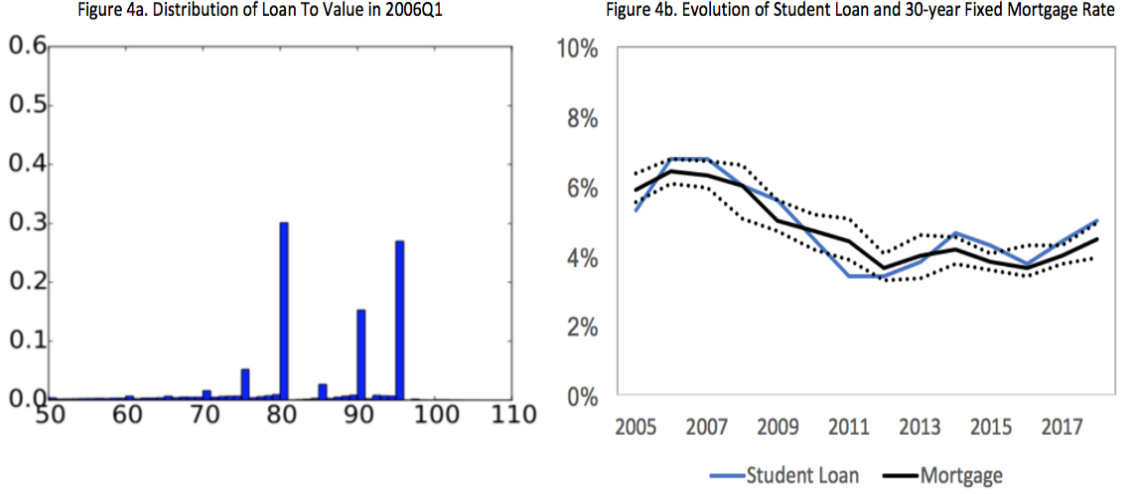 Figure 4a. Distribution of Loan To Value in 2006Q1
0.6
0.5
0.4
0.3
0.2
0.1
0.0
50 60 70 80 90 100 110
Figure 4b. Evolution of Student Loan and 30-year Fixed Mortgage Rate
10%
8%
6%
4%
2%
0%
2005 2007 2009 2011 2013 2015 2017
Student Loan Mortgage